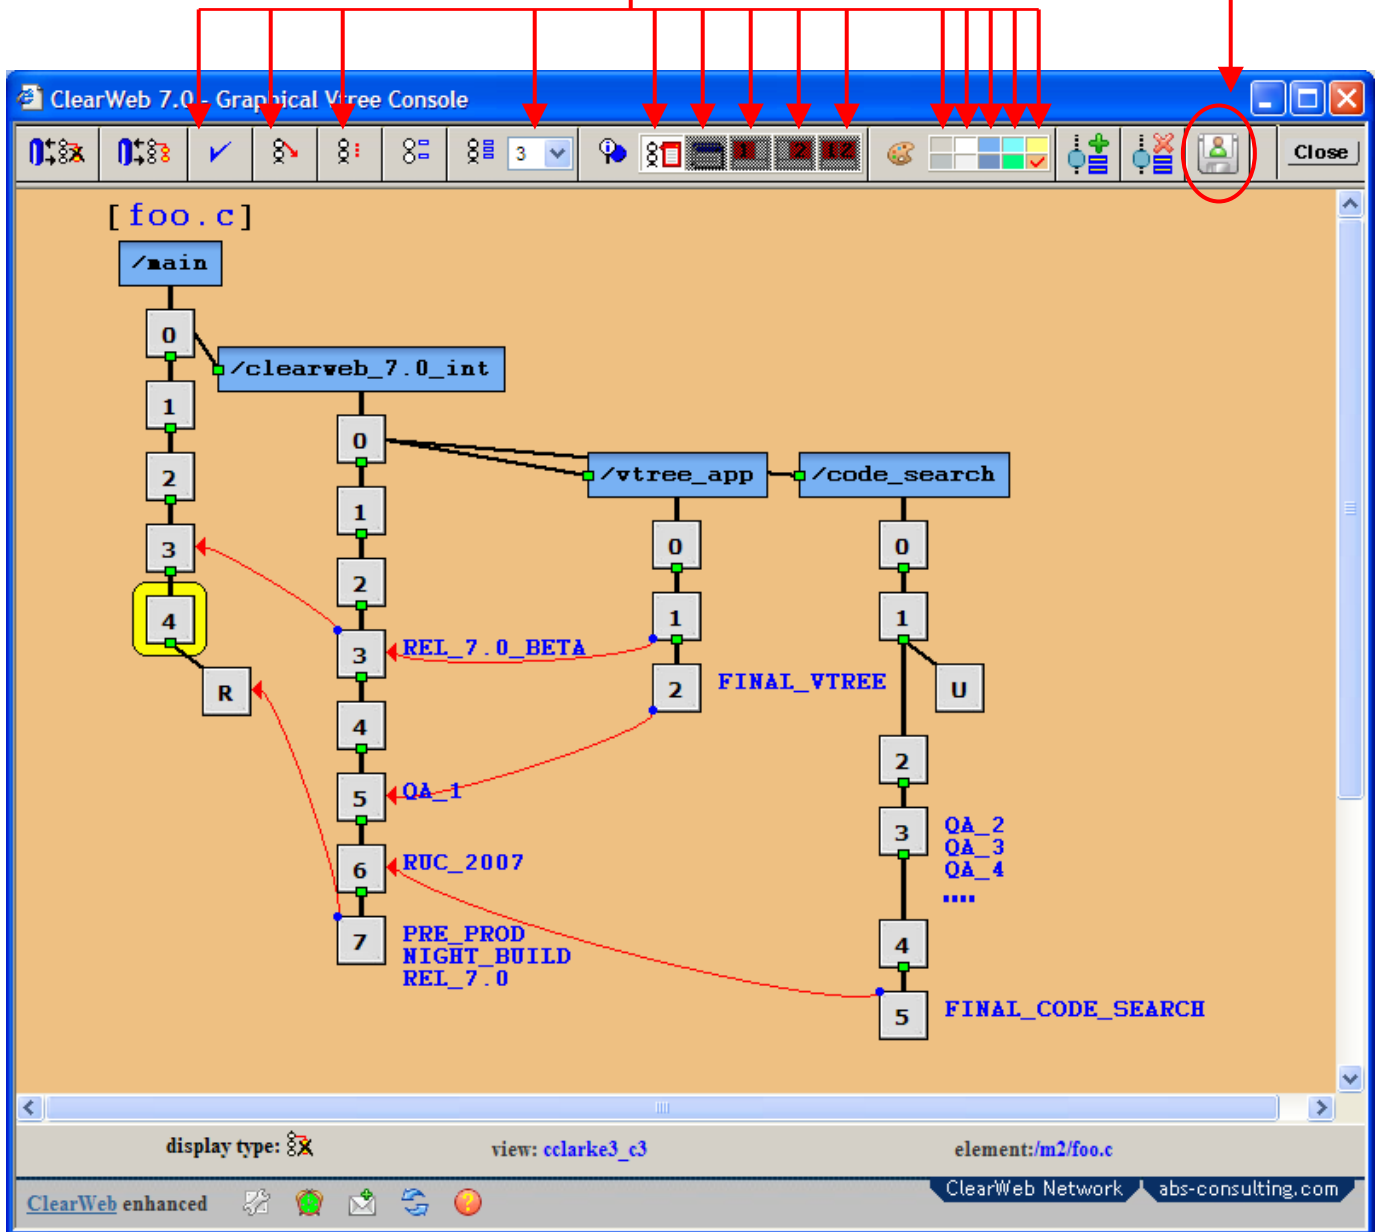 ClearWeb 7.0 - Graphical Vtree Console
3
1 2 12
Close
[foo.c]
/main
0
/clearweb_7.0_int
1
0
2
/vtree_app
/code_search
1
3
0
0
2
4
1
1
3
REL_7.0_BETA
R
2
FINAL_VTREE
U
4
2
5
QA_1
3
QA_2
QA_3
QA_4
....
6
RUC_2007
7
PRE_PROD
NIGHT_BUILD
REL_7.0
4
5
FINAL_CODE_SEARCH
display type:
view: cclarke3_c3
element:/m2/foo.c
ClearWeb enhanced
ClearWeb Network
abs-consulting.com